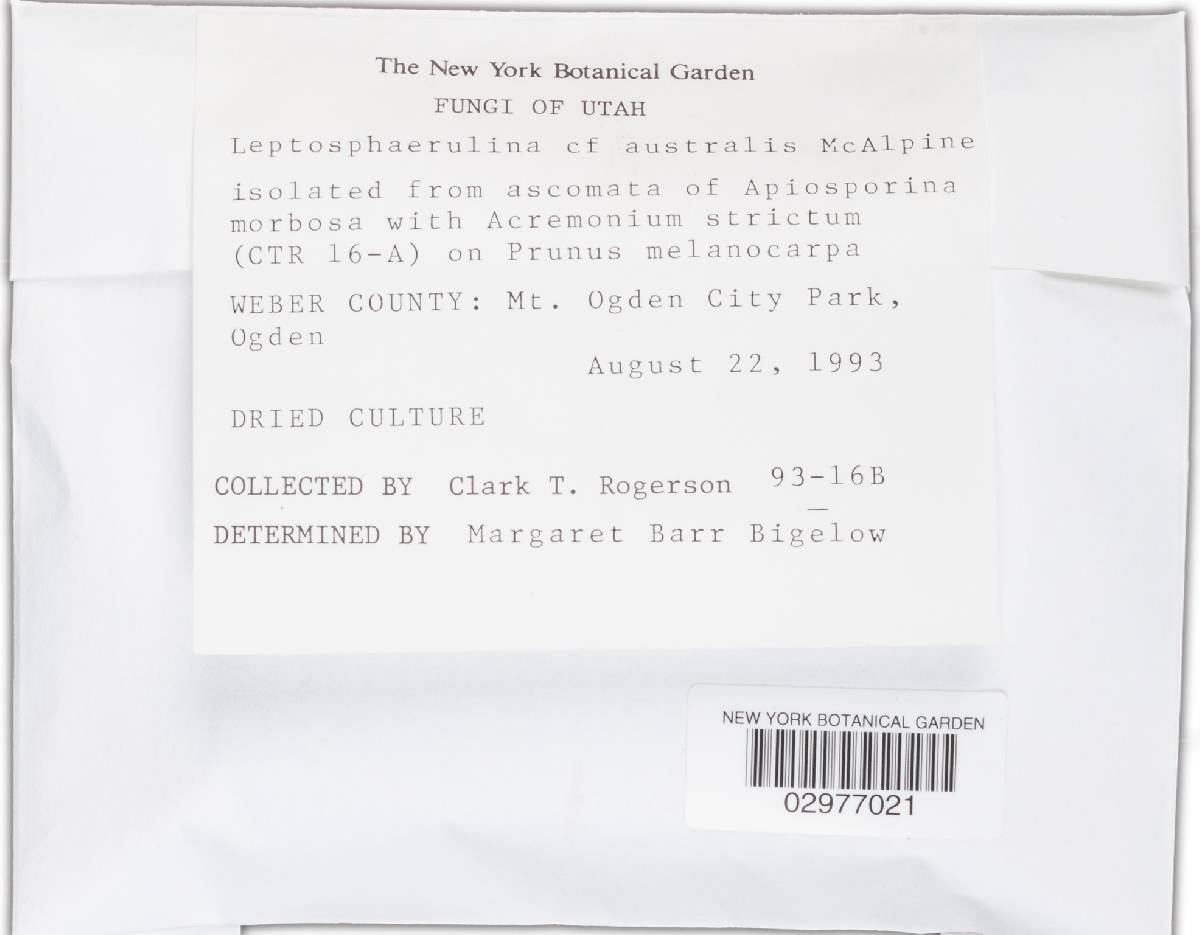 The New York Botanical Garden
FUNGI OF UTAH
Leptosphaerulina cf australis McAlpine
isolated from ascomata of Apiosporina
morbosa with Acremonium strictum
(CTR 16-A) on Prunus melanocarpa
WEBER COUNTY: Mt. Ogden City Park,
Ogden
August 22, 1993
DRIED CULTURE
COLLECTED BY Clark T. Rogerson 93-16B
DETERMINED BY Margaret Barr Bigelow
NEW YORK BOTANICAL GARDEN
02977021